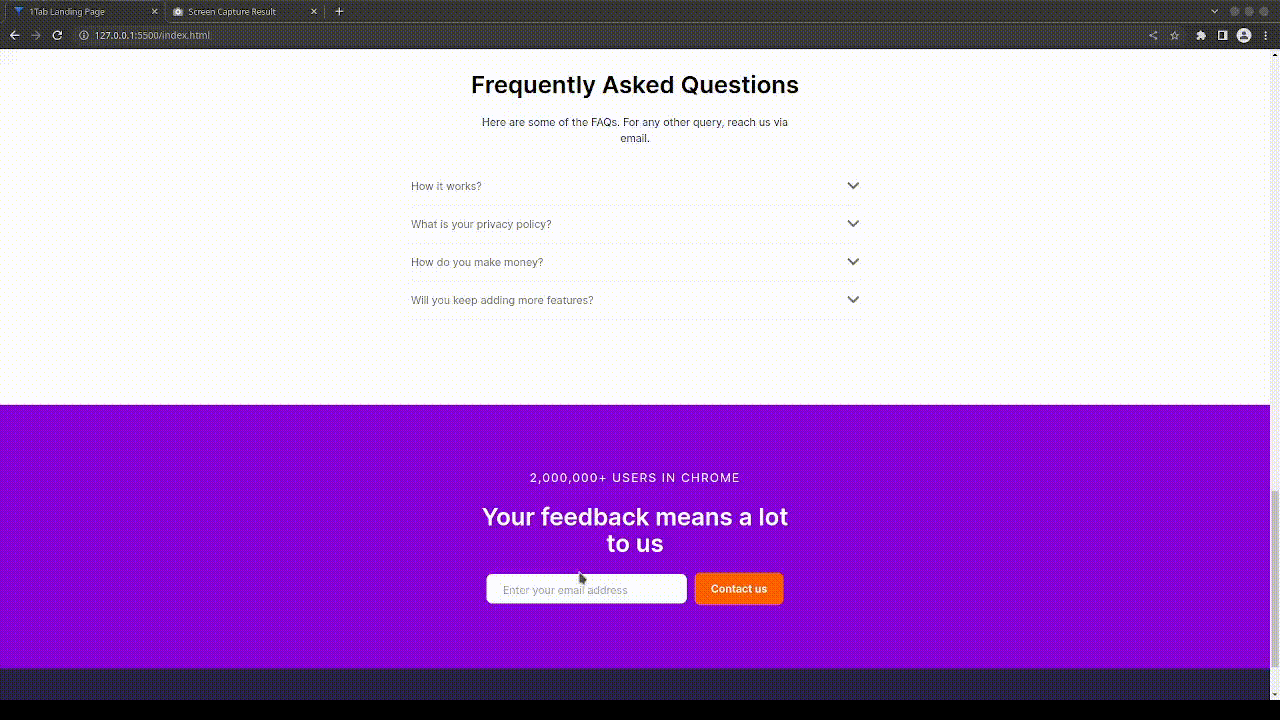 1Tab Landing Page
Screen Capture Result
127.0.0.1:5500/index.html
Frequently Asked Questions
Here are some of the FAQs. For any other query, reach us via
email.
How it works?
What is your privacy policy?
How do you make money?
Will you keep adding more features?
2,000,000+ USERS IN CHROME
Your feedback means a lot
to us
Enter your email address
Contact us